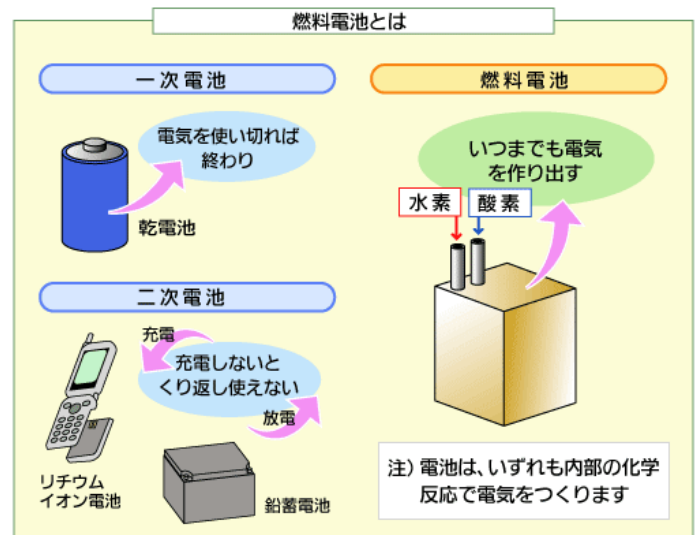 燃料電池とは
一次電池
電気を使い切れば
終わり
乾電池
二次電池
充電
充電しないと
くり返し使えない
放電
リチウム
イオン電池
鉛蓄電池
燃料電池
いつまでも電気
を作り出す
水素
酸素
注）電池は、いずれも内部の化学
反応で電気をつくります